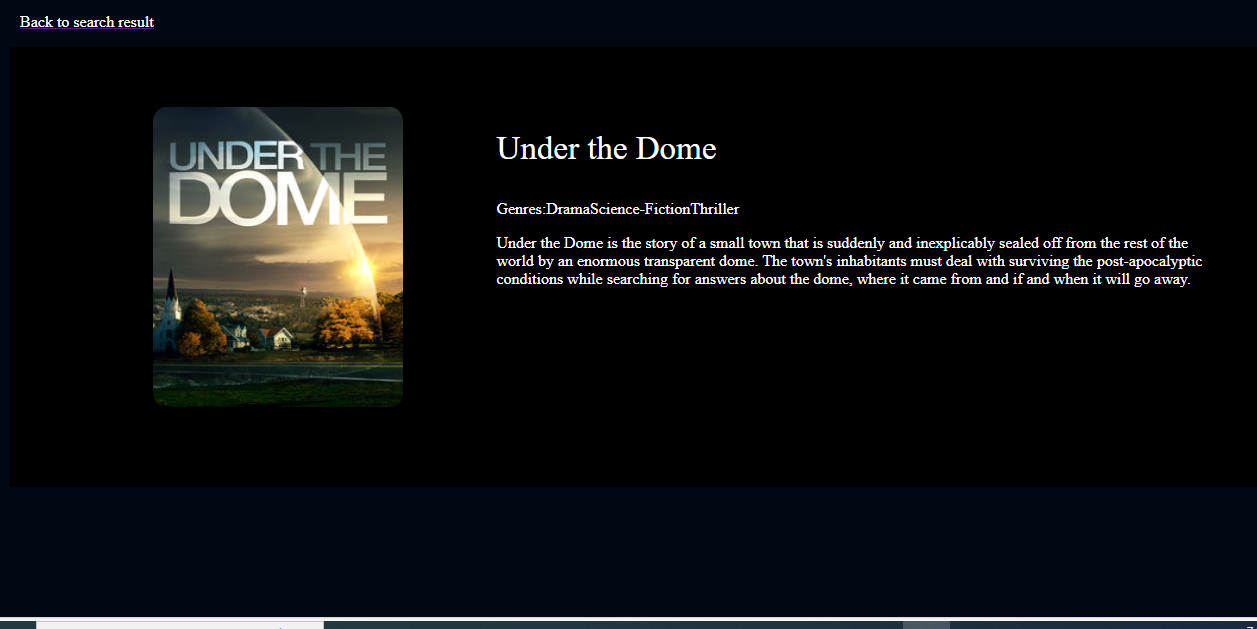 Back to search result
UNDER THE
DOME
Under the Dome
Genres:DramaScience-FictionThriller
Under the Dome is the story of a small town that is suddenly and inexplicably sealed off from the rest of the
world by an enormous transparent dome. The town's inhabitants must deal with surviving the post-apocalyptic
conditions while searching for answers about the dome, where it came from and if and when it will go away.